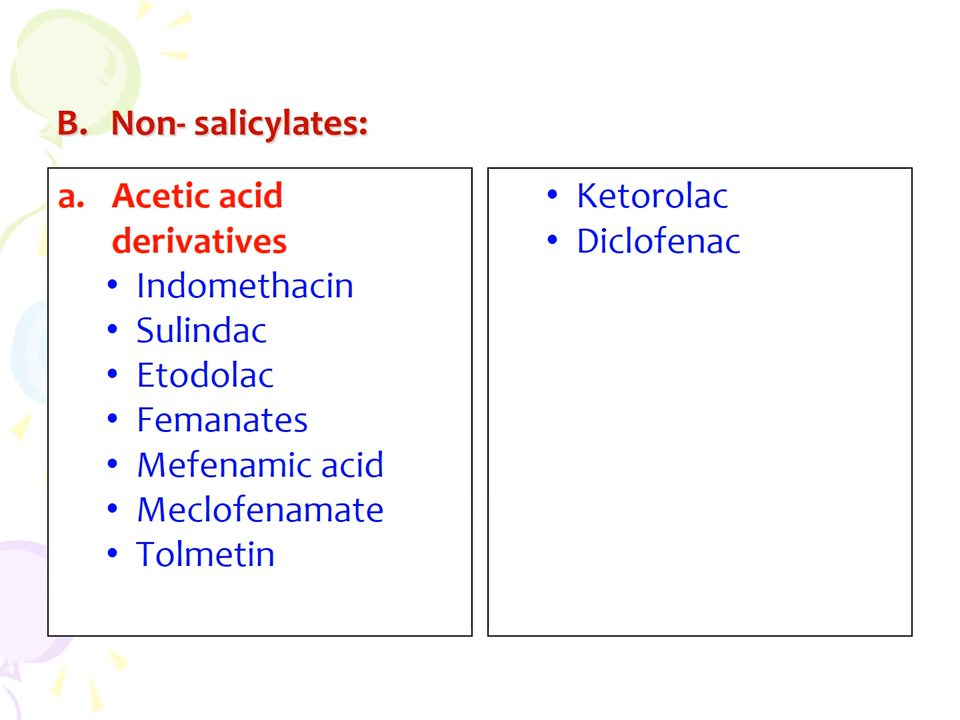 B. Non- salicylates:
a. Acetic acid
derivatives
• Indomethacin
• Sulindac
• Etodolac
• Femanates
• Mefenamic acid
• Meclofenamate
• Tolmetin
• Ketorolac
• Diclofenac